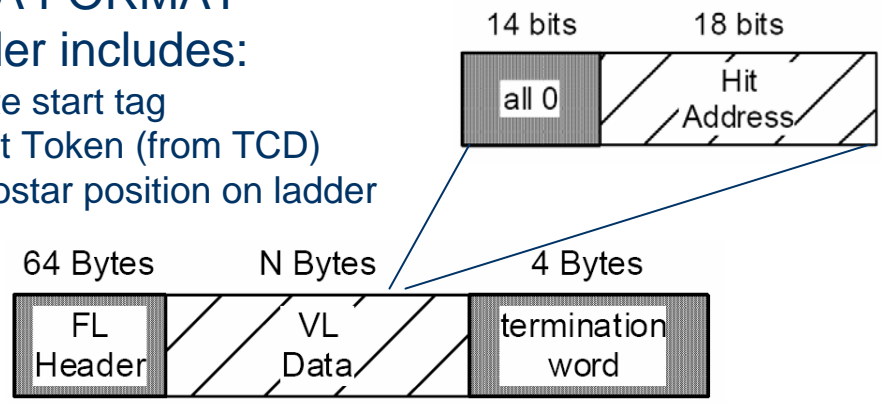 A FORMAT
der includes:
e start tag
t Token (from TCD)
ostar position on ladder
14 bits 18 bits
all 0 Hit Address
64 Bytes N Bytes 4 Bytes
FL Header VL Data termination word